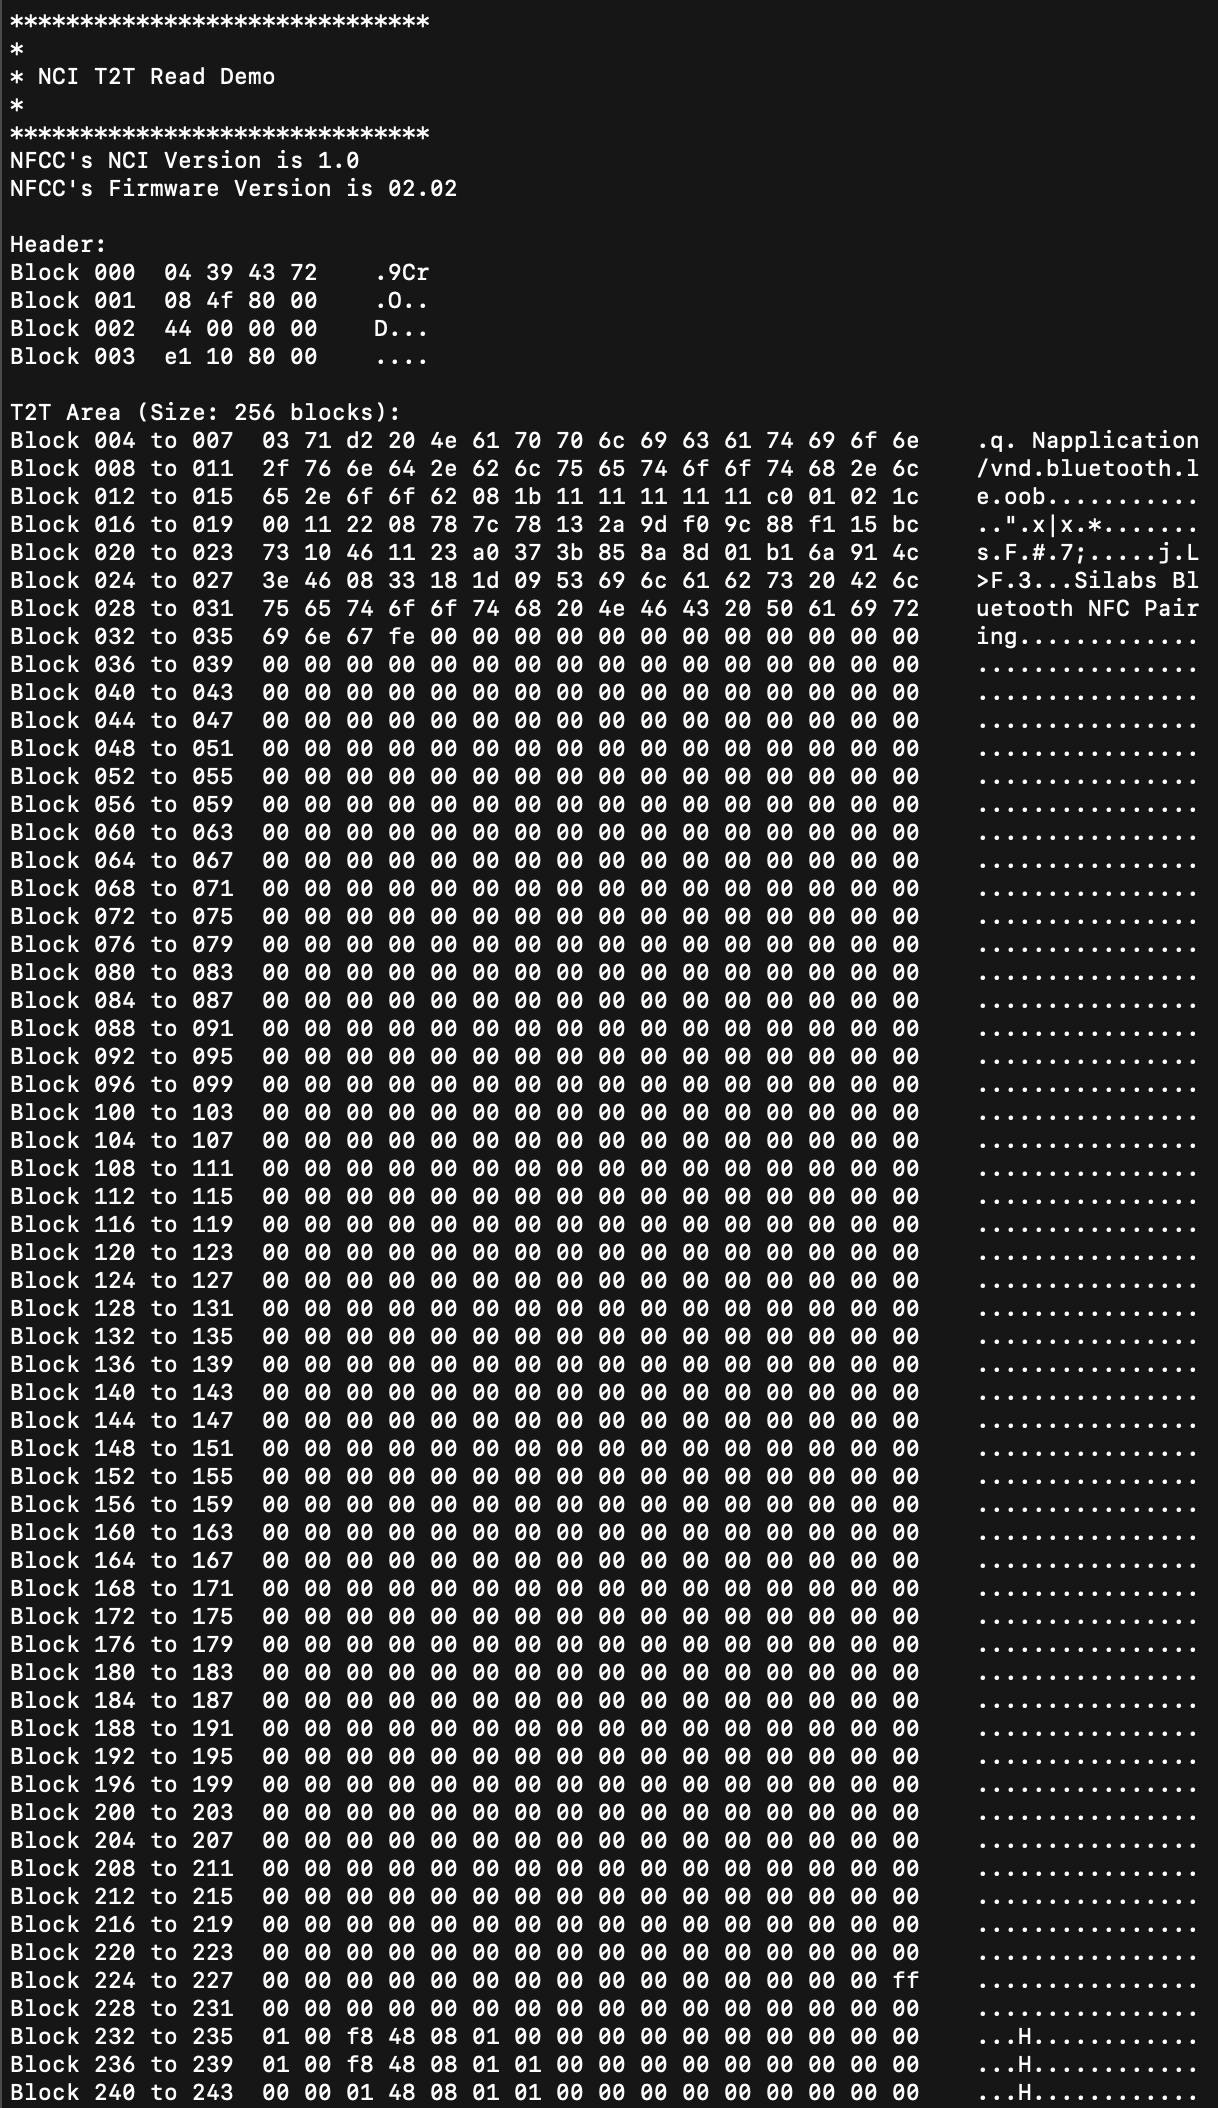 ******************************
*
* NCI T2T Read Demo
*
******************************
NFCC's NCI Version is 1.0
NFCC's Firmware Version is 02.02
Header:
Block 000  04 39 43 72    .9Cr
Block 001  08 4f 80 00    .O..
Block 002  44 00 00 00    D...
Block 003  e1 10 80 00    ....
T2T Area (Size: 256 blocks):
Block 004 to 007  03 71 d2 20 4e 61 70 70 6c 69 63 61 74 69 6f 6e    .q. Napplication
Block 008 to 011  2f 76 6e 64 2e 62 6c 75 65 74 6f 6f 74 68 2e 6c    /vnd.bluetooth.l
Block 012 to 015  65 2e 6f 6f 62 08 1b 11 11 11 11 11 c0 01 02 1c    e.oob...........
Block 016 to 019  00 11 22 08 78 7c 78 13 2a 9d f0 9c 88 f1 15 bc    ..".x|x.*.......
Block 020 to 023  73 10 46 11 23 a0 37 3b 85 8a 8d 01 b1 6a 91 4c    s.F.#.7;.....j.L
Block 024 to 027  3e 46 08 33 18 1d 09 53 69 6c 61 62 73 20 42 6c    >F.3...Silabs Bl
Block 028 to 031  75 65 74 6f 6f 74 68 20 4e 46 43 20 50 61 69 72    uetooth NFC Pair
Block 032 to 035  69 6e 67 fe 00 00 00 00 00 00 00 00 00 00 00 00    ing.............
Block 036 to 039  00 00 00 00 00 00 00 00 00 00 00 00 00 00 00 00    ................
Block 040 to 043  00 00 00 00 00 00 00 00 00 00 00 00 00 00 00 00    ................
Block 044 to 047  00 00 00 00 00 00 00 00 00 00 00 00 00 00 00 00    ................
Block 048 to 051  00 00 00 00 00 00 00 00 00 00 00 00 00 00 00 00    ................
Block 052 to 055  00 00 00 00 00 00 00 00 00 00 00 00 00 00 00 00    ................
Block 056 to 059  00 00 00 00 00 00 00 00 00 00 00 00 00 00 00 00    ................
Block 060 to 063  00 00 00 00 00 00 00 00 00 00 00 00 00 00 00 00    ................
Block 064 to 067  00 00 00 00 00 00 00 00 00 00 00 00 00 00 00 00    ................
Block 068 to 071  00 00 00 00 00 00 00 00 00 00 00 00 00 00 00 00    ................
Block 072 to 075  00 00 00 00 00 00 00 00 00 00 00 00 00 00 00 00    ................
Block 076 to 079  00 00 00 00 00 00 00 00 00 00 00 00 00 00 00 00    ................
Block 080 to 083  00 00 00 00 00 00 00 00 00 00 00 00 00 00 00 00    ................
Block 084 to 087  00 00 00 00 00 00 00 00 00 00 00 00 00 00 00 00    ................
Block 088 to 091  00 00 00 00 00 00 00 00 00 00 00 00 00 00 00 00    ................
Block 092 to 095  00 00 00 00 00 00 00 00 00 00 00 00 00 00 00 00    ................
Block 096 to 099  00 00 00 00 00 00 00 00 00 00 00 00 00 00 00 00    ................
Block 100 to 103  00 00 00 00 00 00 00 00 00 00 00 00 00 00 00 00    ................
Block 104 to 107  00 00 00 00 00 00 00 00 00 00 00 00 00 00 00 00    ................
Block 108 to 111  00 00 00 00 00 00 00 00 00 00 00 00 00 00 00 00    ................
Block 112 to 115  00 00 00 00 00 00 00 00 00 00 00 00 00 00 00 00    ................
Block 116 to 119  00 00 00 00 00 00 00 00 00 00 00 00 00 00 00 00    ................
Block 120 to 123  00 00 00 00 00 00 00 00 00 00 00 00 00 00 00 00    ................
Block 124 to 127  00 00 00 00 00 00 00 00 00 00 00 00 00 00 00 00    ................
Block 128 to 131  00 00 00 00 00 00 00 00 00 00 00 00 00 00 00 00    ................
Block 132 to 135  00 00 00 00 00 00 00 00 00 00 00 00 00 00 00 00    ................
Block 136 to 139  00 00 00 00 00 00 00 00 00 00 00 00 00 00 00 00    ................
Block 140 to 143  00 00 00 00 00 00 00 00 00 00 00 00 00 00 00 00    ................
Block 144 to 147  00 00 00 00 00 00 00 00 00 00 00 00 00 00 00 00    ................
Block 148 to 151  00 00 00 00 00 00 00 00 00 00 00 00 00 00 00 00    ................
Block 152 to 155  00 00 00 00 00 00 00 00 00 00 00 00 00 00 00 00    ................
Block 156 to 159  00 00 00 00 00 00 00 00 00 00 00 00 00 00 00 00    ................
Block 160 to 163  00 00 00 00 00 00 00 00 00 00 00 00 00 00 00 00    ................
Block 164 to 167  00 00 00 00 00 00 00 00 00 00 00 00 00 00 00 00    ................
Block 168 to 171  00 00 00 00 00 00 00 00 00 00 00 00 00 00 00 00    ................
Block 172 to 175  00 00 00 00 00 00 00 00 00 00 00 00 00 00 00 00    ................
Block 176 to 179  00 00 00 00 00 00 00 00 00 00 00 00 00 00 00 00    ................
Block 180 to 183  00 00 00 00 00 00 00 00 00 00 00 00 00 00 00 00    ................
Block 184 to 187  00 00 00 00 00 00 00 00 00 00 00 00 00 00 00 00    ................
Block 188 to 191  00 00 00 00 00 00 00 00 00 00 00 00 00 00 00 00    ................
Block 192 to 195  00 00 00 00 00 00 00 00 00 00 00 00 00 00 00 00    ................
Block 196 to 199  00 00 00 00 00 00 00 00 00 00 00 00 00 00 00 00    ................
Block 200 to 203  00 00 00 00 00 00 00 00 00 00 00 00 00 00 00 00    ................
Block 204 to 207  00 00 00 00 00 00 00 00 00 00 00 00 00 00 00 00    ................
Block 208 to 211  00 00 00 00 00 00 00 00 00 00 00 00 00 00 00 00    ................
Block 212 to 215  00 00 00 00 00 00 00 00 00 00 00 00 00 00 00 00    ................
Block 216 to 219  00 00 00 00 00 00 00 00 00 00 00 00 00 00 00 00    ................
Block 220 to 223  00 00 00 00 00 00 00 00 00 00 00 00 00 00 00 00    ................
Block 224 to 227  00 00 00 00 00 00 00 00 00 00 00 00 00 00 00 ff    ................
Block 228 to 231  00 00 00 00 00 00 00 00 00 00 00 00 00 00 00 00    ................
Block 232 to 235  01 00 f8 48 08 01 00 00 00 00 00 00 00 00 00 00    ...H............
Block 236 to 239  01 00 f8 48 08 01 01 00 00 00 00 00 00 00 00 00    ...H............
Block 240 to 243  00 00 01 48 08 01 01 00 00 00 00 00 00 00 00 00    ...H............